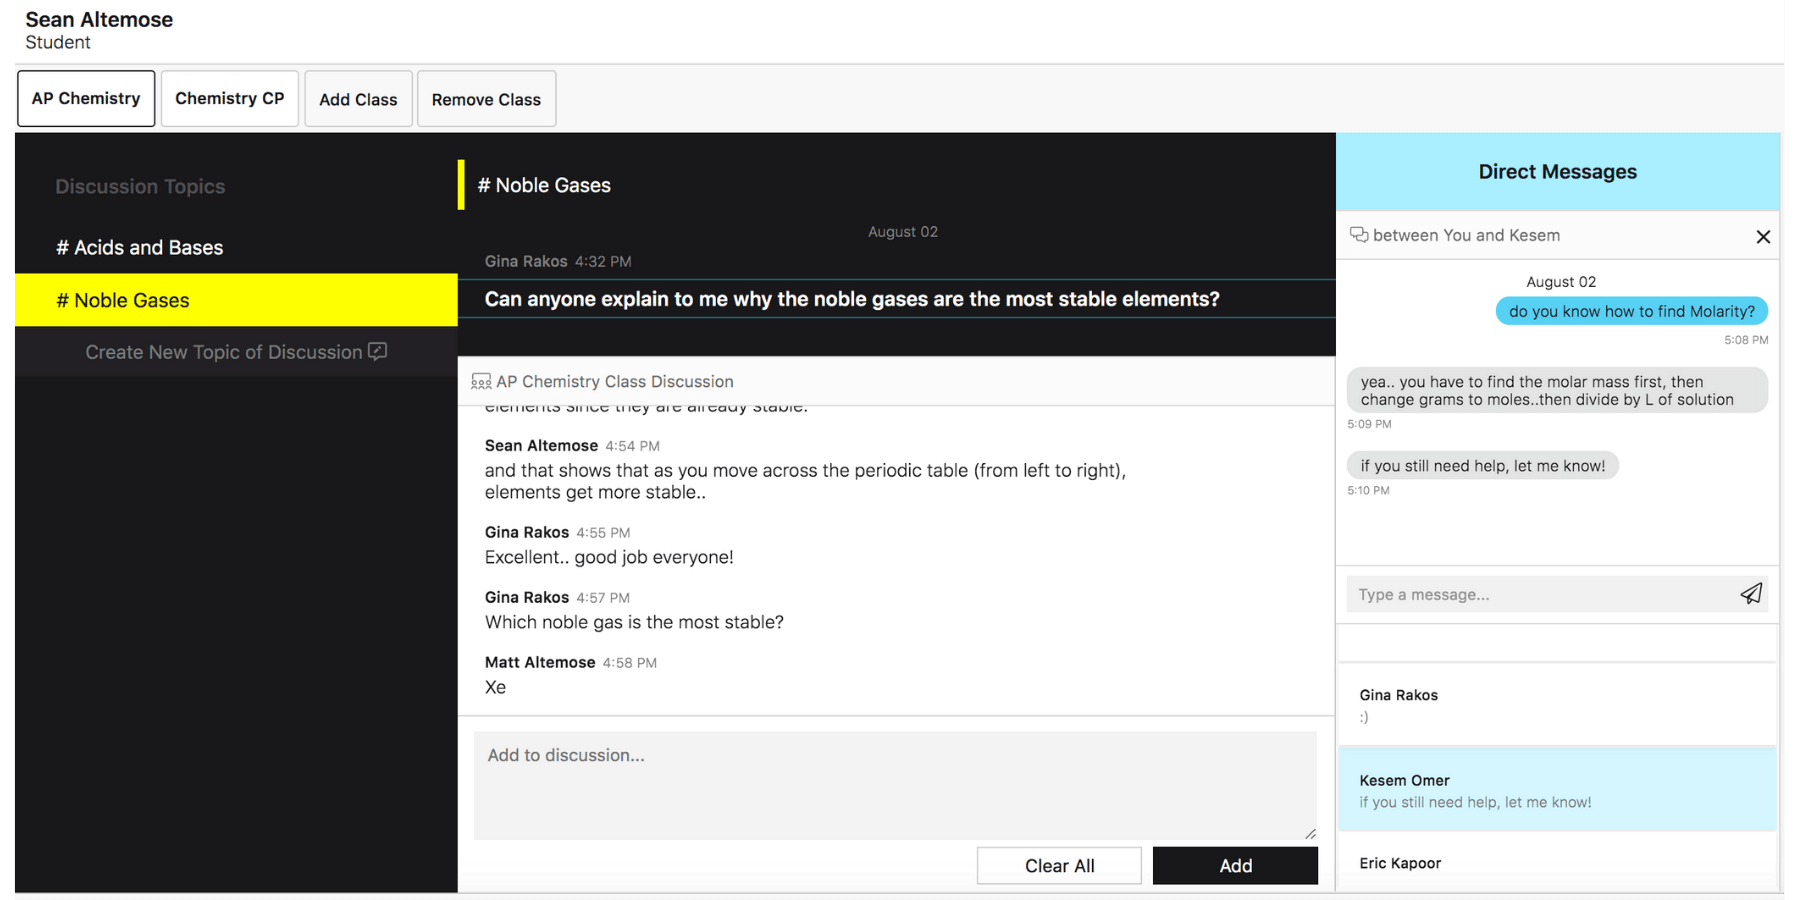 Sean Altemose
Student
AP Chemistry
Chemistry CP
Add Class
Remove Class
Discussion Topics
# Acids and Bases
# Noble Gases
Create New Topic of Discussion
# Noble Gases
August 02
Gina Rakos 4:32 PM
Can anyone explain to me why the noble gases are the most stable elements?
AP Chemistry Class Discussion
elements since they are already stable.
Sean Altemose 4:54 PM
and that shows that as you move across the periodic table (from left to right),
elements get more stable..
Gina Rakos 4:55 PM
Excellent.. good job everyone!
Gina Rakos 4:57 PM
Which noble gas is the most stable?
Matt Altemose 4:58 PM
Xe
Add to discussion...
Clear All
Add
Direct Messages
between You and Kesem
August 02
do you know how to find Molarity?
5:08 PM
yea.. you have to find the molar mass first, then
change grams to moles..then divide by L of solution
5:09 PM
if you still need help, let me know!
5:10 PM
Type a message...
Gina Rakos
:)
Kesem Omer
if you still need help, let me know!
Eric Kapoor